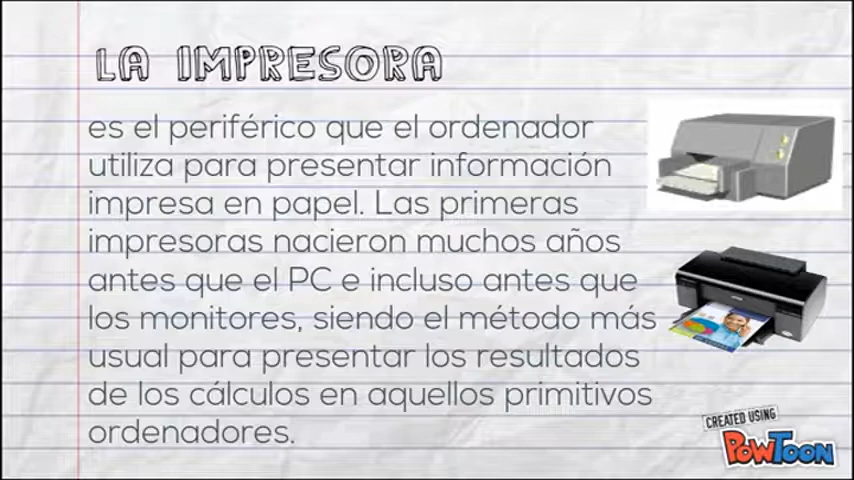 LA IMPRESORA
es el periférico que el ordenador
utiliza para presentar información
impresa en papel. Las primeras
impresoras nacieron muchos años
antes que el PC e incluso antes que
los monitores, siendo el método más
usual para presentar los resultados
de los cálculos en aquellos primitivos
ordenadores.
CREATED USING
POWTOON